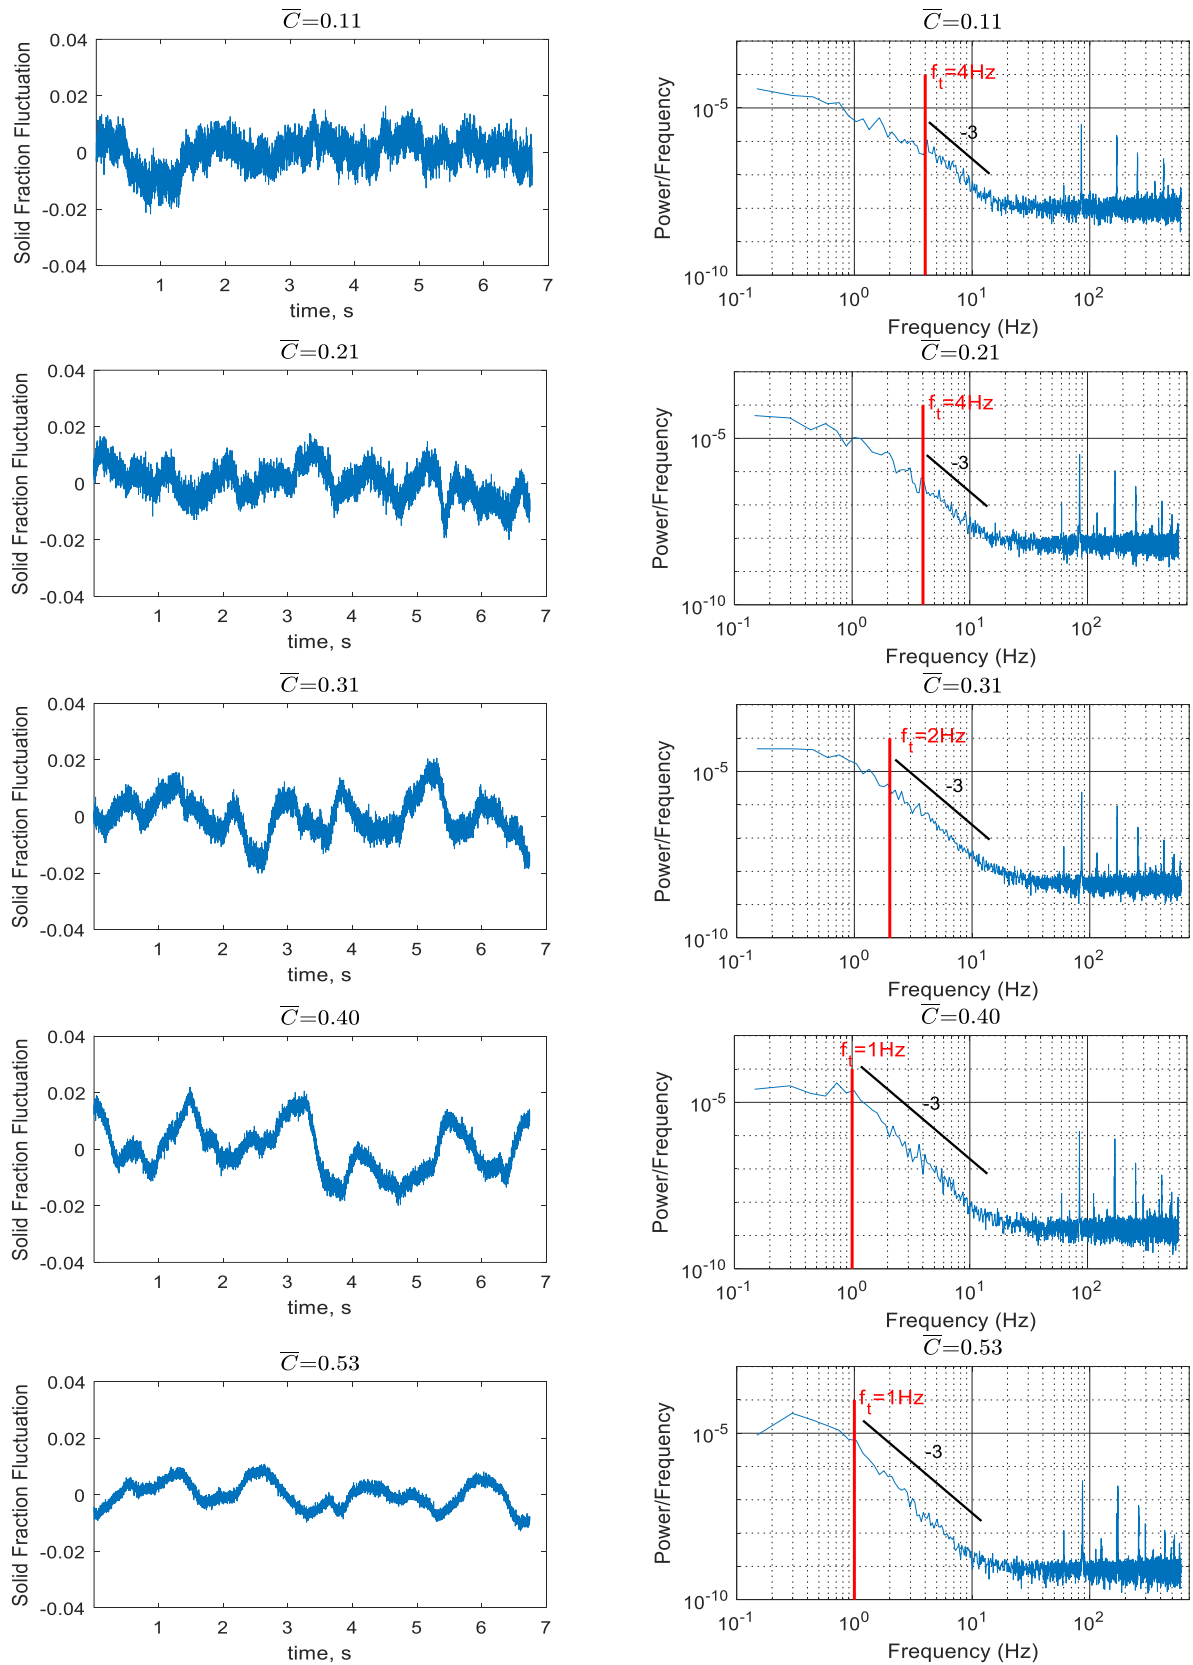 C̅=0.11
0.04
0.02
0
-0.02
-0.04
Solid Fraction Fluctuation
1 2 3 4 5 6 7
time, s
C̅=0.11
f_t=4Hz
-3
10^-5
10^-10
Power/Frequency
10^-1 10^0 10^1 10^2
Frequency (Hz)
C̅=0.21
0.04
0.02
0
-0.02
-0.04
Solid Fraction Fluctuation
1 2 3 4 5 6 7
time, s
C̅=0.21
f_t=4Hz
-3
10^-5
10^-10
Power/Frequency
10^-1 10^0 10^1 10^2
Frequency (Hz)
C̅=0.31
0.04
0.02
0
-0.02
-0.04
Solid Fraction Fluctuation
1 2 3 4 5 6 7
time, s
C̅=0.31
f_t=2Hz
-3
10^-5
10^-10
Power/Frequency
10^-1 10^0 10^1 10^2
Frequency (Hz)
C̅=0.40
0.04
0.02
0
-0.02
-0.04
Solid Fraction Fluctuation
1 2 3 4 5 6 7
time, s
C̅=0.40
f_t=1Hz
-3
10^-5
10^-10
Power/Frequency
10^-1 10^0 10^1 10^2
Frequency (Hz)
C̅=0.53
0.04
0.02
0
-0.02
-0.04
Solid Fraction Fluctuation
1 2 3 4 5 6 7
time, s
C̅=0.53
f_t=1Hz
-3
10^-5
10^-10
Power/Frequency
10^-1 10^0 10^1 10^2
Frequency (Hz)